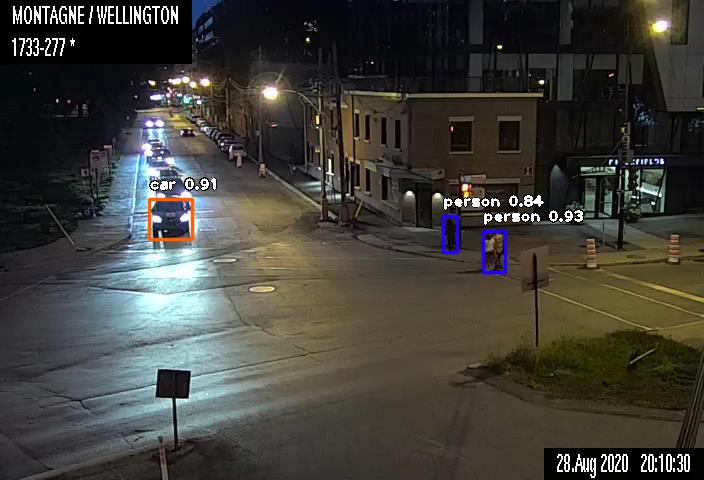 MONTAGNE / WELLINGTON
1733-277 *
car 0.91
person 0.84
person 0.93
28.Aug 2020 20:10:30